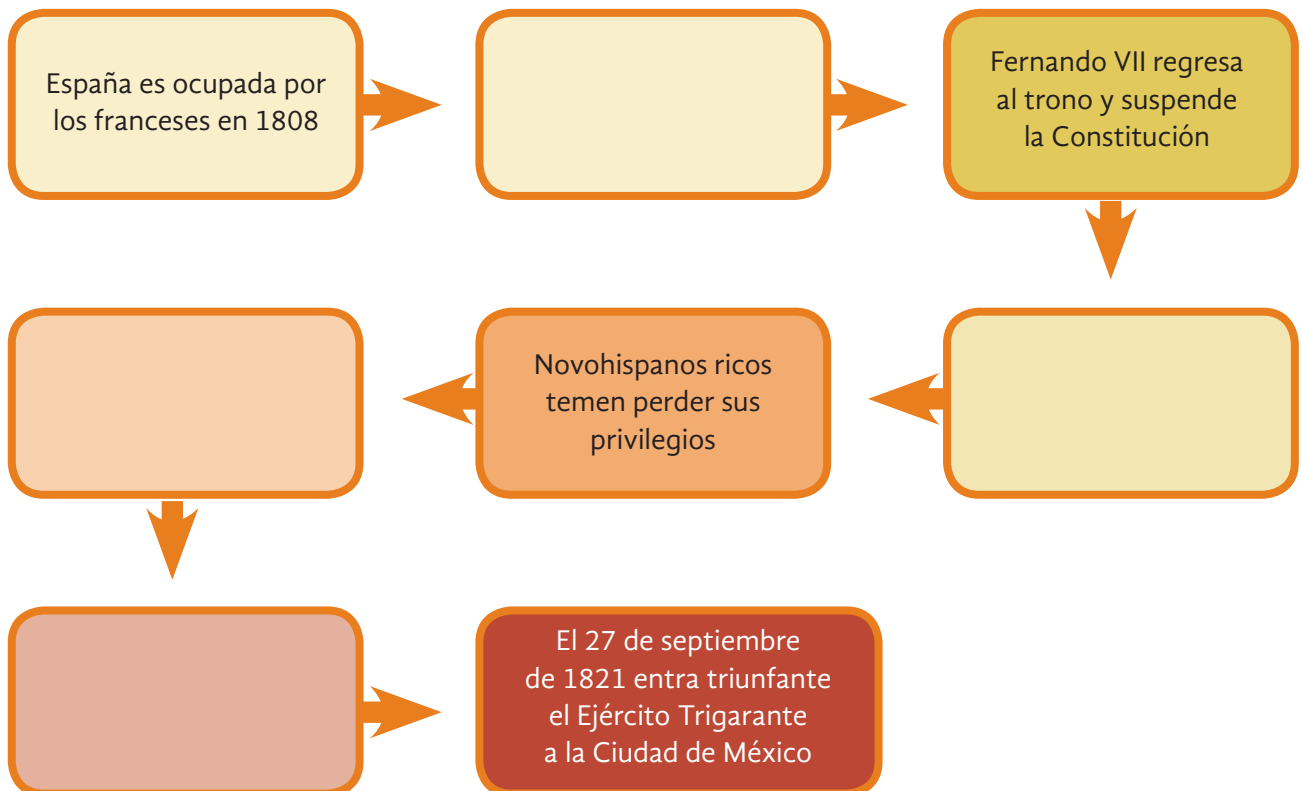 España es ocupada por
los franceses en 1808
Fernando VII regresa
al trono y suspende
la Constitución
Novohispanos ricos
temen perder sus
privilegios
El 27 de septiembre
de 1821 entra triunfante
el Ejército Trigarante
a la Ciudad de México